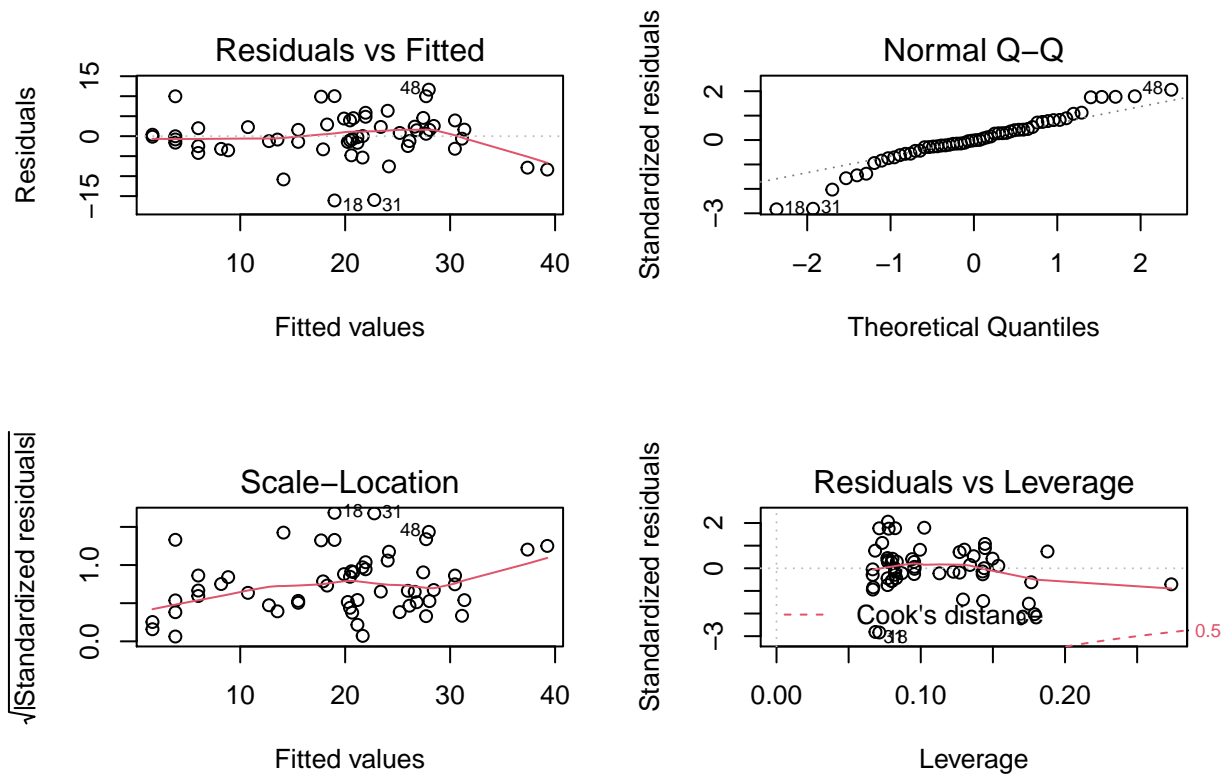 Residuals vs Fitted
Residuals
15
0
−15
48
18
31
10 20 30 40
Fitted values
Normal Q−Q
Standardized residuals
2
0
−3
48
18
31
−2 −1 0 1 2
Theoretical Quantiles
Scale−Location
√|Standardized residuals|
1.0
0.0
18
31
48
10 20 30 40
Fitted values
Residuals vs Leverage
Standardized residuals
2
0
−3
Cook's distance
31
18
0.5
0.00 0.10 0.20
Leverage